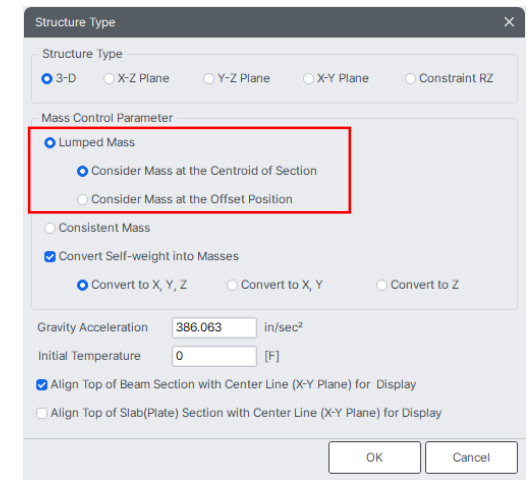 Structure Type
Structure Type
3-D X-Z Plane Y-Z Plane X-Y Plane Constraint RZ
Mass Control Parameter
Lumped Mass
Consider Mass at the Centroid of Section
Consider Mass at the Offset Position
Consistent Mass
Convert Self-weight into Masses
Convert to X, Y, Z Convert to X, Y Convert to Z
Gravity Acceleration 386.063 in/sec²
Initial Temperature 0 [F]
Align Top of Beam Section with Center Line (X-Y Plane) for Display
Align Top of Slab(Plate) Section with Center Line (X-Y Plane) for Display
OK Cancel